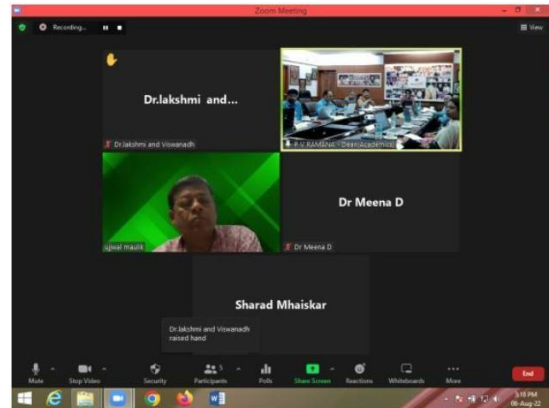 Zoom Meeting
Recording...
View
Dr.lakshmi and...
Dr.lakshmi and Viswanadh
P V RAMANA - Dean(Academics)
ujjwal maulik
Dr Meena D
Dr Meena D
Sharad Mhaiskar
Dr.lakshmi and Viswanadh
raised hand
5
Mute
Stop Video
Security
Participants
Polls
Share Screen
Reactions
Whiteboards
More
End
06-Aug-22